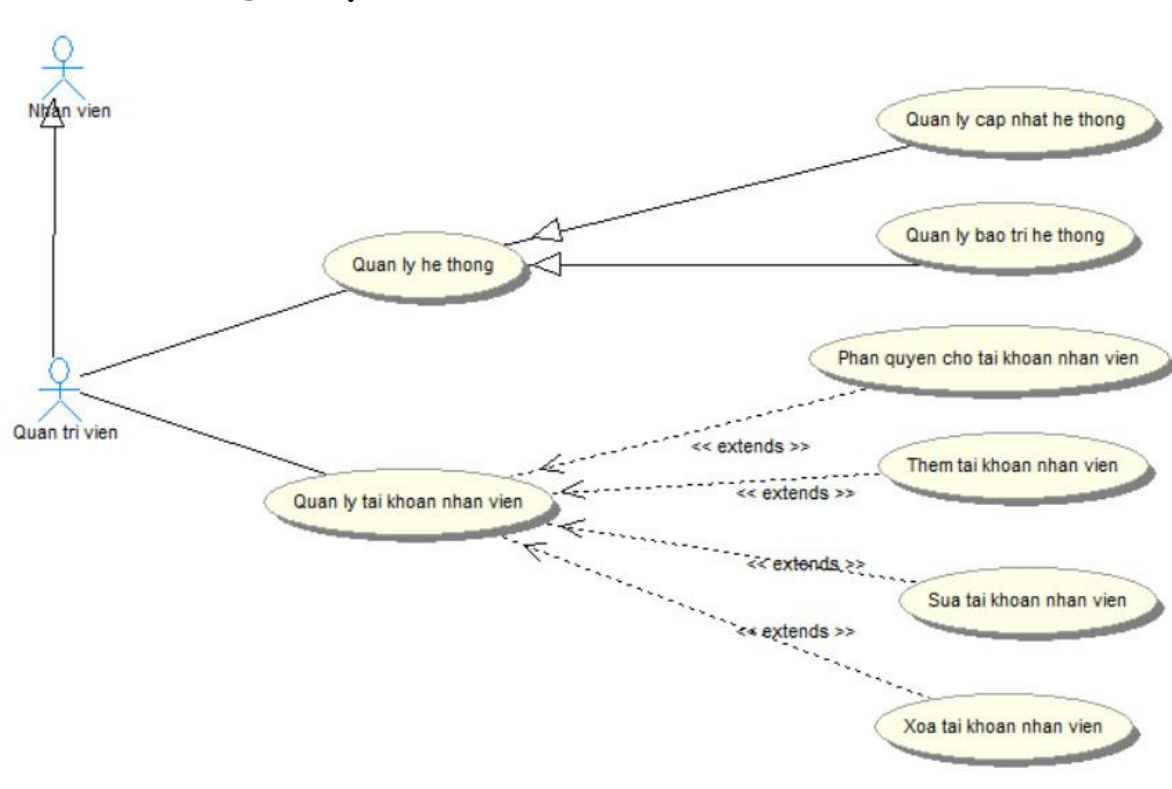 Nhan vien
Quan ly cap nhat he thong
Quan ly bao tri he thong
Quan ly he thong
Phan quyen cho tai khoan nhan vien
Quan tri vien
<< extends >>
Them tai khoan nhan vien
<< extends >>
Quan ly tai khoan nhan vien
<< extends >>
Sua tai khoan nhan vien
<< extends >>
Xoa tai khoan nhan vien